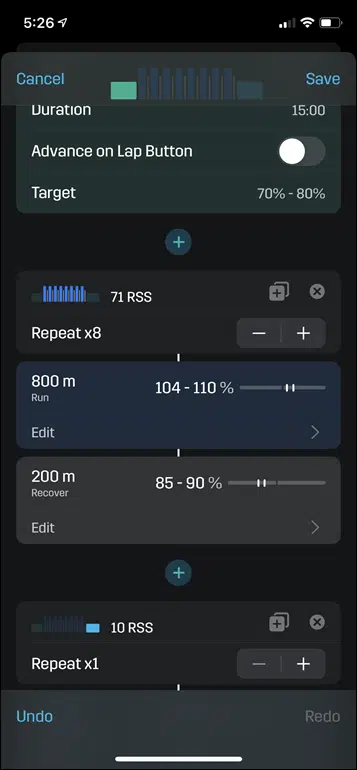 5:26
Cancel
Save
Duration 15:00
Advance on Lap Button
Target 70% - 80%
71 RSS
Repeat x8
800 m 104 - 110 %
Run
Edit
200 m 85 - 90 %
Recover
Edit
10 RSS
Repeat x1
Undo
Redo